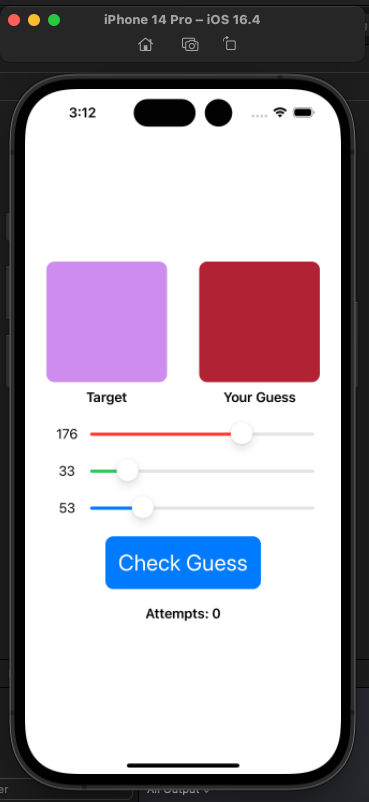 iPhone 14 Pro – iOS 16.4
3:12
Target
Your Guess
176
33
53
Check Guess
Attempts: 0
All Output